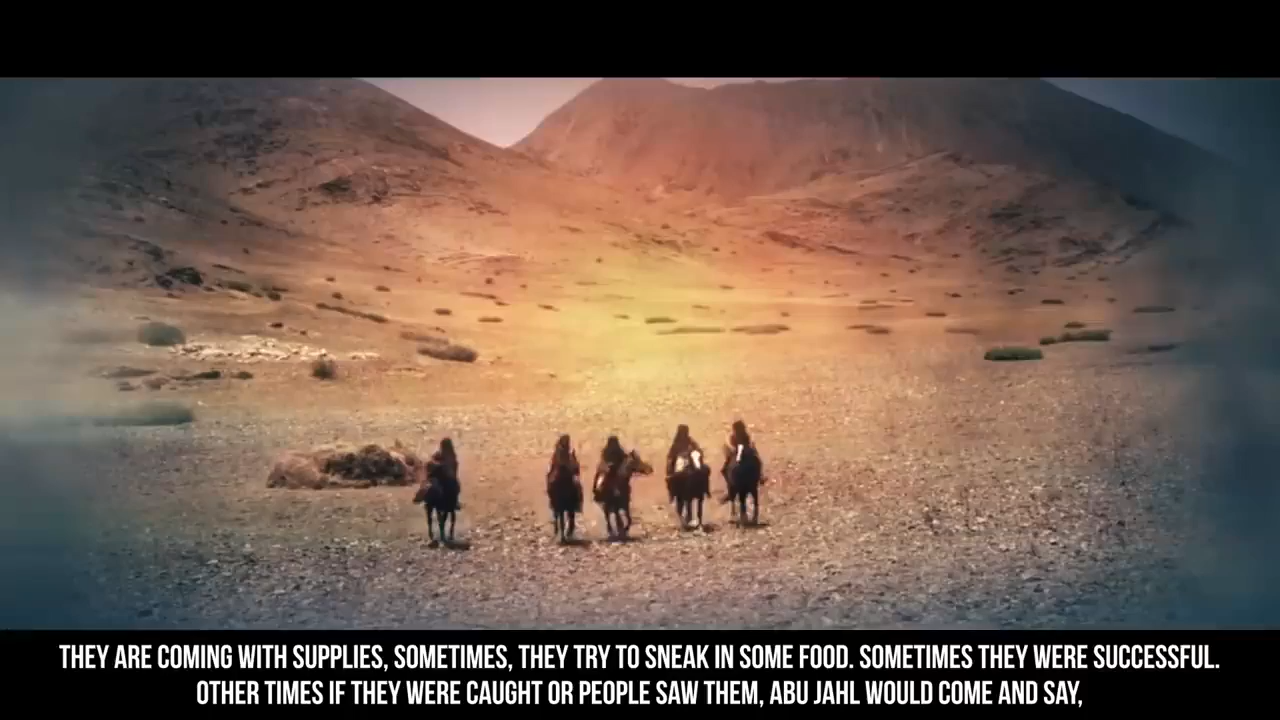 THEY ARE COMING WITH SUPPLIES, SOMETIMES, THEY TRY TO SNEAK IN SOME FOOD. SOMETIMES THEY WERE SUCCESSFUL.
OTHER TIMES IF THEY WERE CAUGHT OR PEOPLE SAW THEM, ABU JAHL WOULD COME AND SAY,